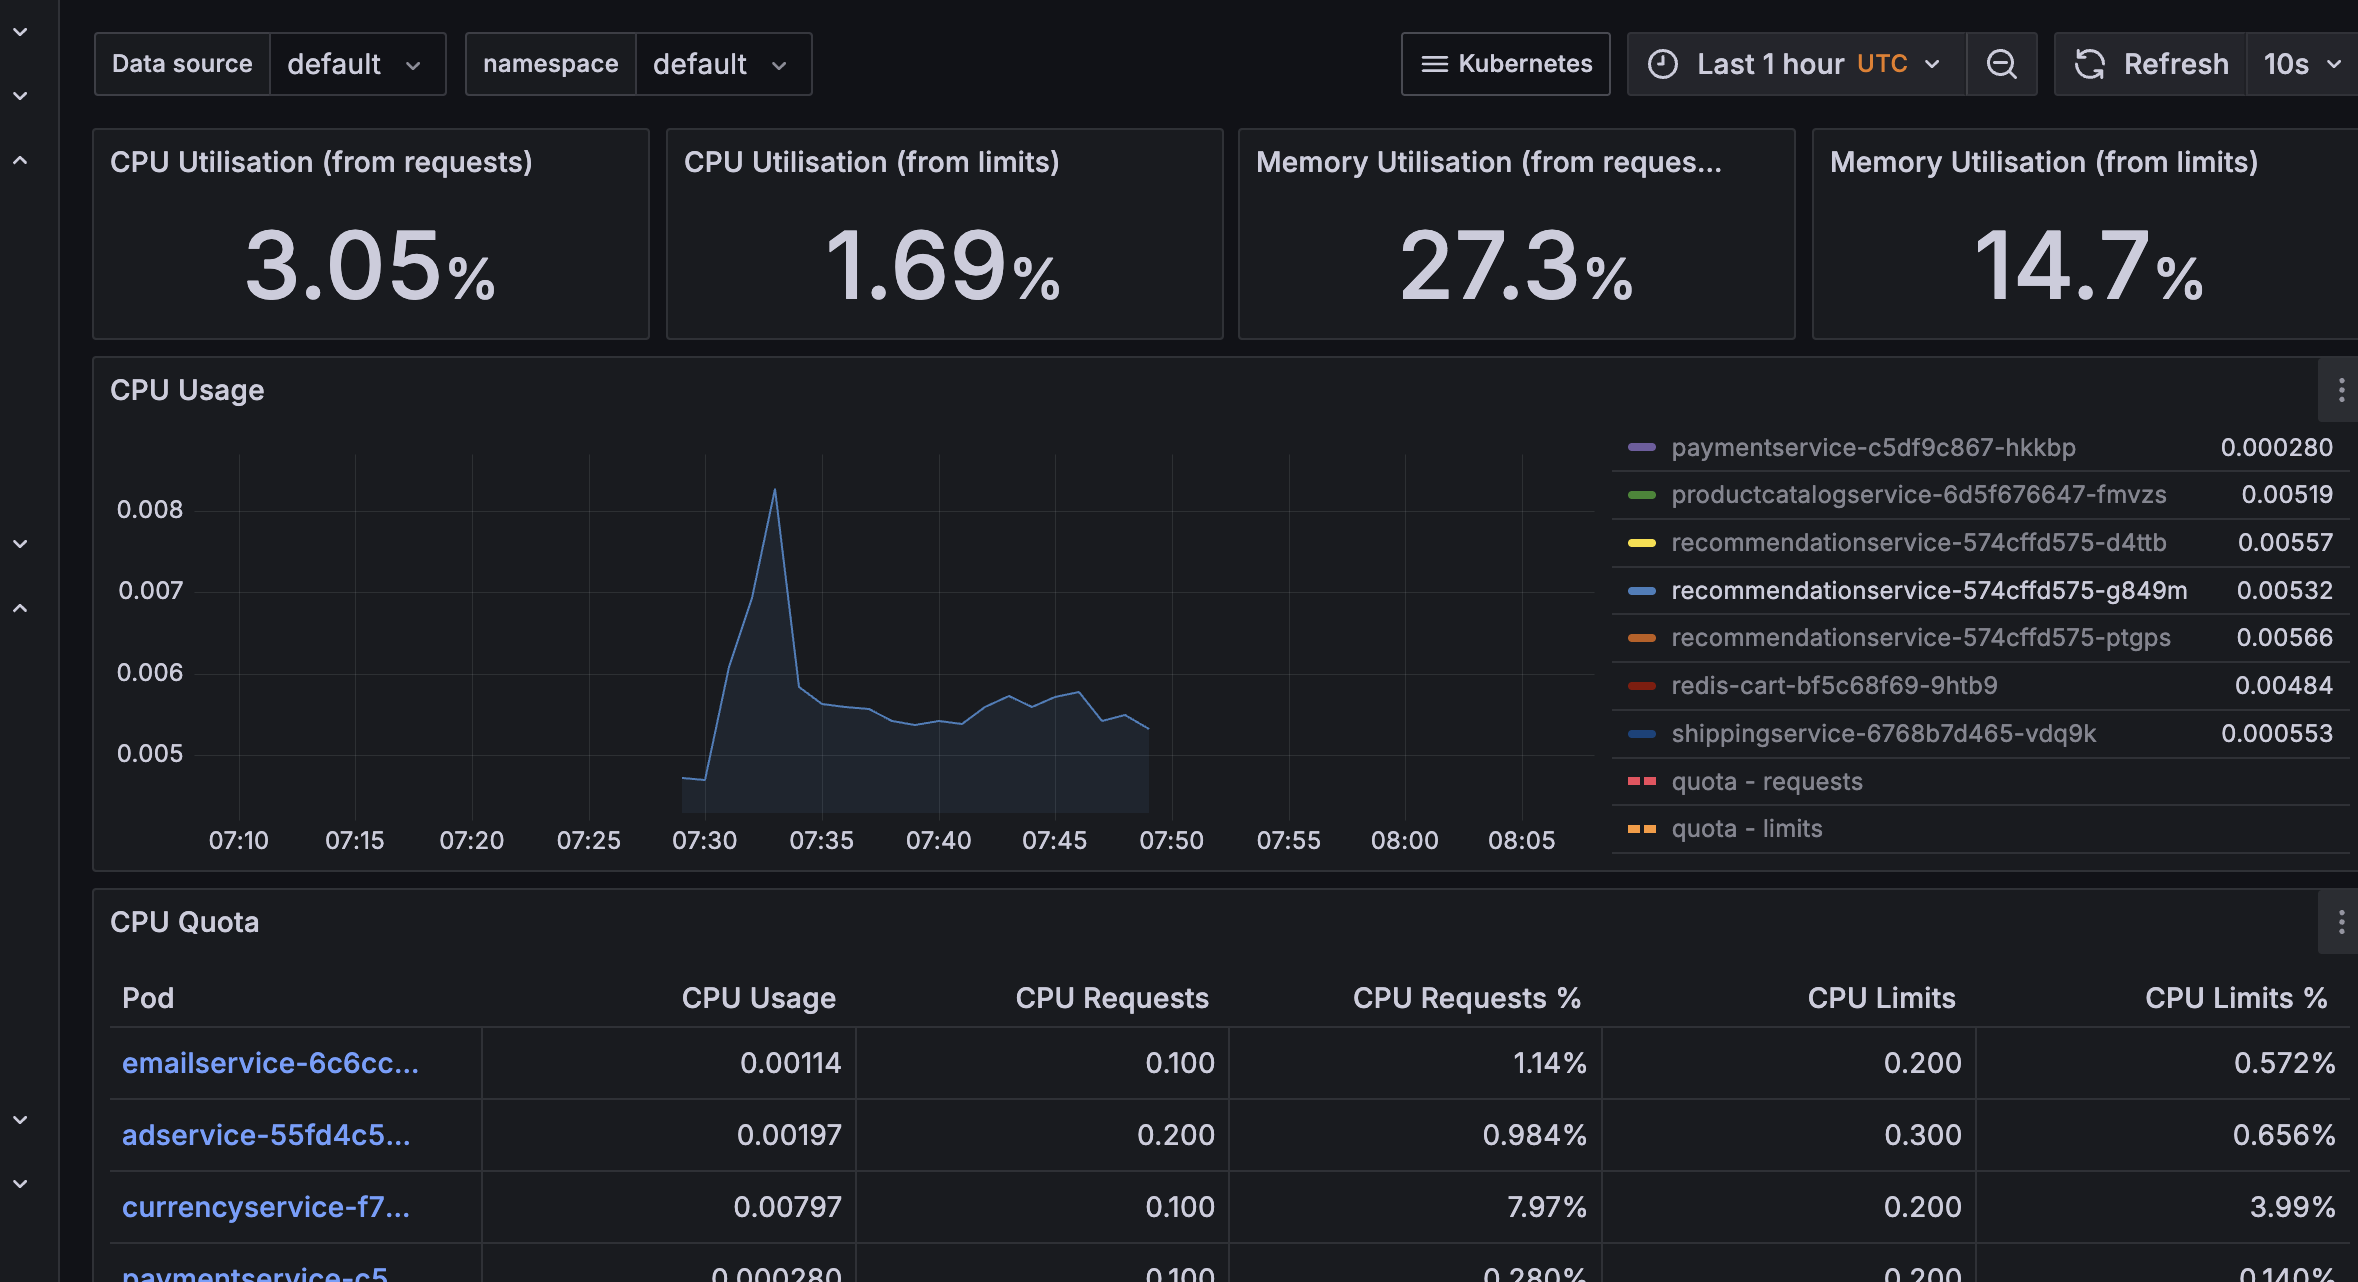 Data source default namespace default Kubernetes Last 1 hour UTC Refresh 10s
CPU Utilisation (from requests)
3.05%
CPU Utilisation (from limits)
1.69%
Memory Utilisation (from reques...
27.3%
Memory Utilisation (from limits)
14.7%
CPU Usage
0.008
0.007
0.006
0.005
07:10 07:15 07:20 07:25 07:30 07:35 07:40 07:45 07:50 07:55 08:00 08:05
paymentservice-c5df9c867-hkkbp 0.000280
productcatalogservice-6d5f676647-fmvzs 0.00519
recommendationservice-574cffd575-d4ttb 0.00557
recommendationservice-574cffd575-g849m 0.00532
recommendationservice-574cffd575-ptgps 0.00566
redis-cart-bf5c68f69-9htb9 0.00484
shippingservice-6768b7d465-vdq9k 0.000553
quota - requests
quota - limits
CPU Quota
Pod CPU Usage CPU Requests CPU Requests % CPU Limits CPU Limits %
emailservice-6c6cc... 0.00114 0.100 1.14% 0.200 0.572%
adservice-55fd4c5... 0.00197 0.200 0.984% 0.300 0.656%
currencyservice-f7... 0.00797 0.100 7.97% 0.200 3.99%
paymentservice-c5... 0.000280 0.100 0.280% 0.200 0.140%